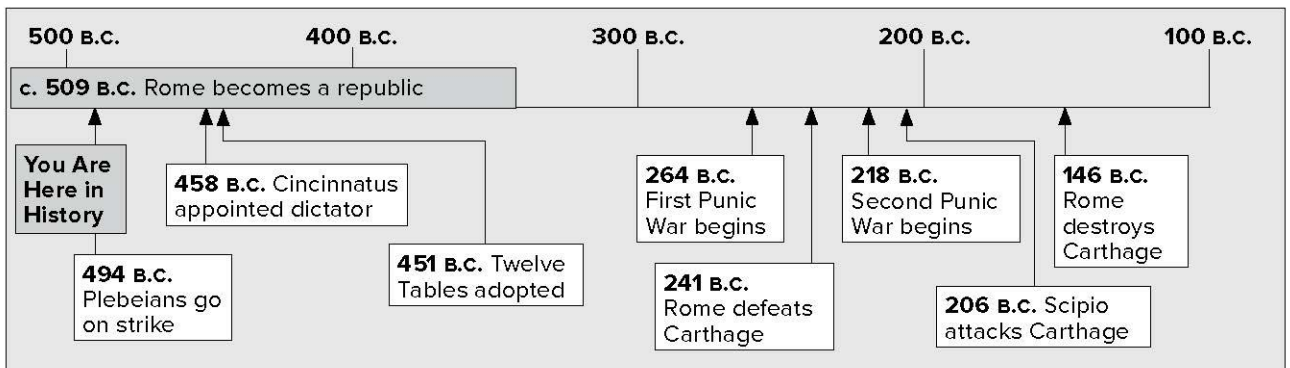 500 B.C.
400 B.C.
300 B.C.
200 B.C.
100 B.C.
c. 509 B.C. Rome becomes a republic
You Are
Here in
History
494 B.C.
Plebeians go
on strike
458 B.C. Cincinnatus
appointed dictator
451 B.C. Twelve
Tables adopted
264 B.C.
First Punic
War begins
241 B.C.
Rome defeats
Carthage
218 B.C.
Second Punic
War begins
206 B.C. Scipio
attacks Carthage
146 B.C.
Rome
destroys
Carthage